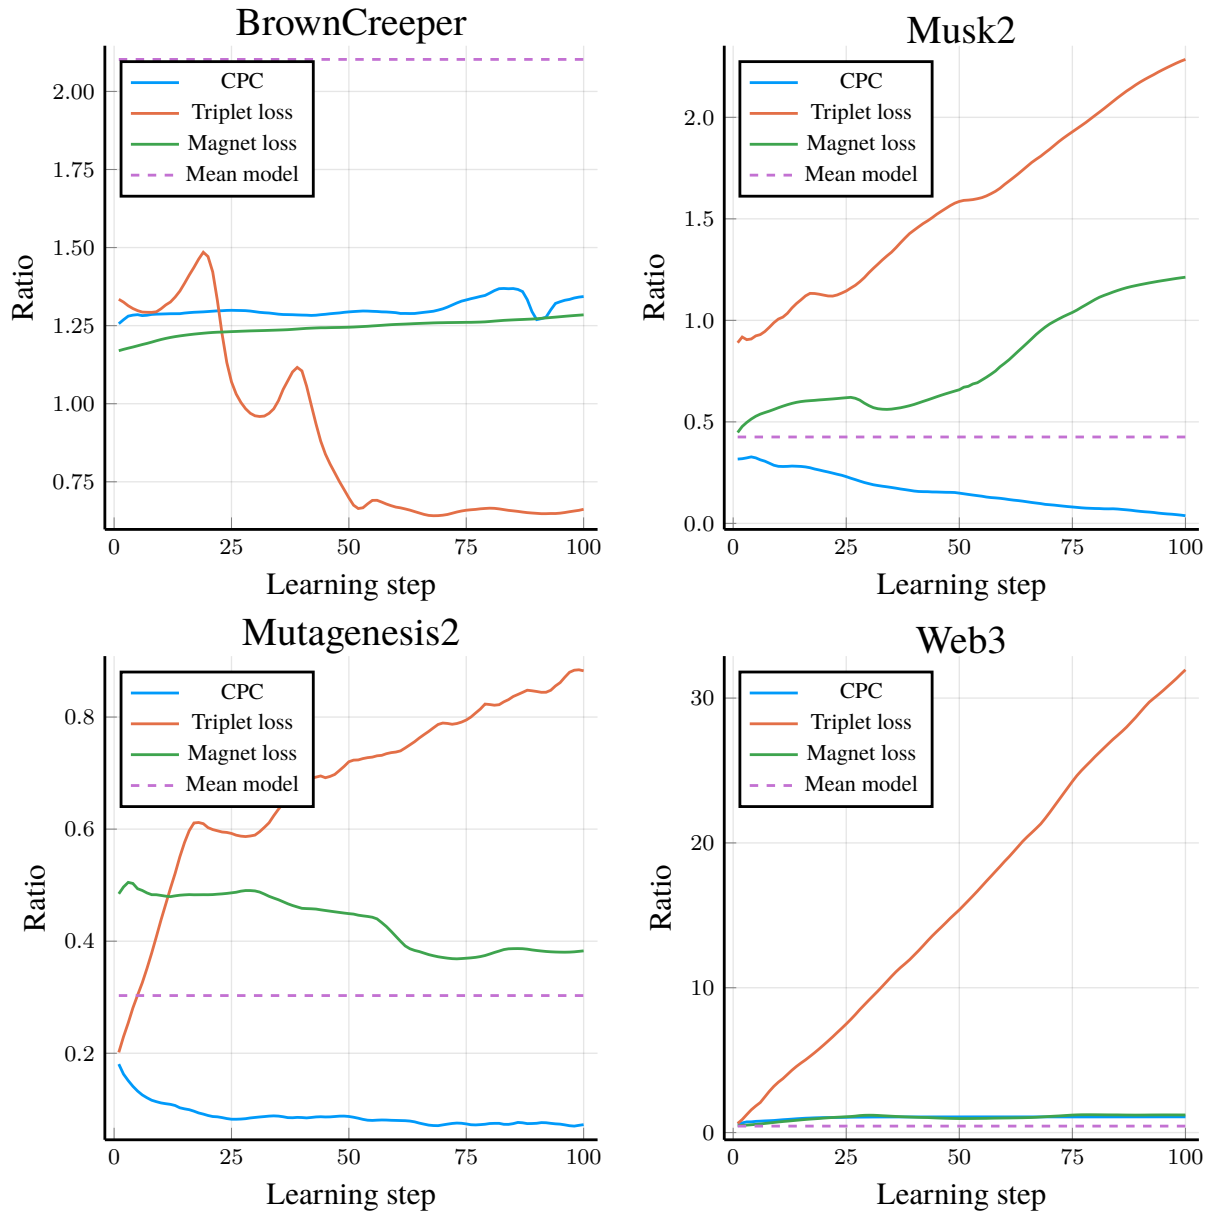 BrownCreeper
Ratio
2.00
1.75
1.50
1.25
1.00
0.75
CPC
Triplet loss
Magnet loss
Mean model
0 25 50 75 100
Learning step
Musk2
Ratio
2.0
1.5
1.0
0.5
0.0
CPC
Triplet loss
Magnet loss
Mean model
0 25 50 75 100
Learning step
Mutagenesis2
Ratio
0.8
0.6
0.4
0.2
CPC
Triplet loss
Magnet loss
Mean model
0 25 50 75 100
Learning step
Web3
Ratio
30
20
10
0
CPC
Triplet loss
Magnet loss
Mean model
0 25 50 75 100
Learning step